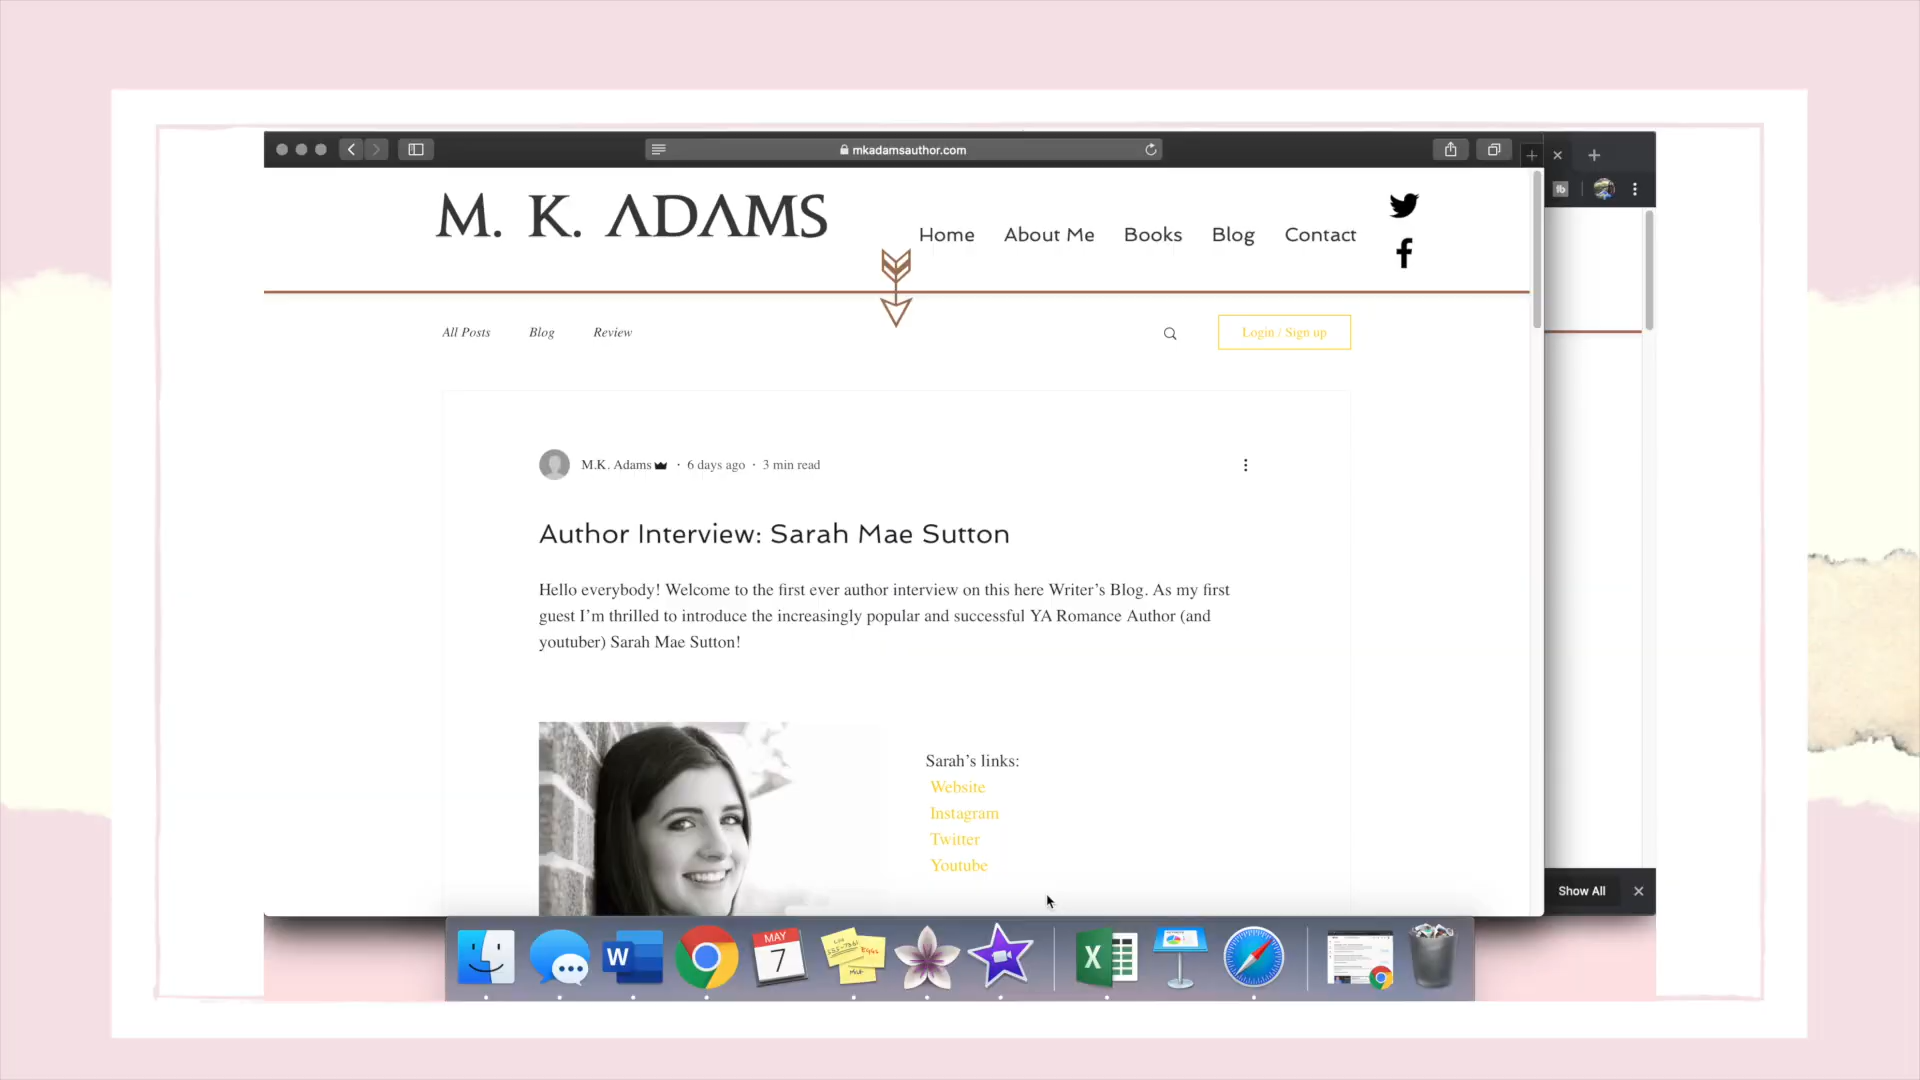 mkadamsauthor.com
M. K. ADAMS
Home About Me Books Blog Contact
All Posts Blog Review
Login / Sign up
M.K. Adams · 6 days ago · 3 min read
Author Interview: Sarah Mae Sutton
Hello everybody! Welcome to the first ever author interview on this here Writer’s Blog. As my first
guest I’m thrilled to introduce the increasingly popular and successful YA Romance Author (and
youtuber) Sarah Mae Sutton!
Sarah’s links:
Website
Instagram
Twitter
Youtube
Show All
W
MAY
7
EGGS
X